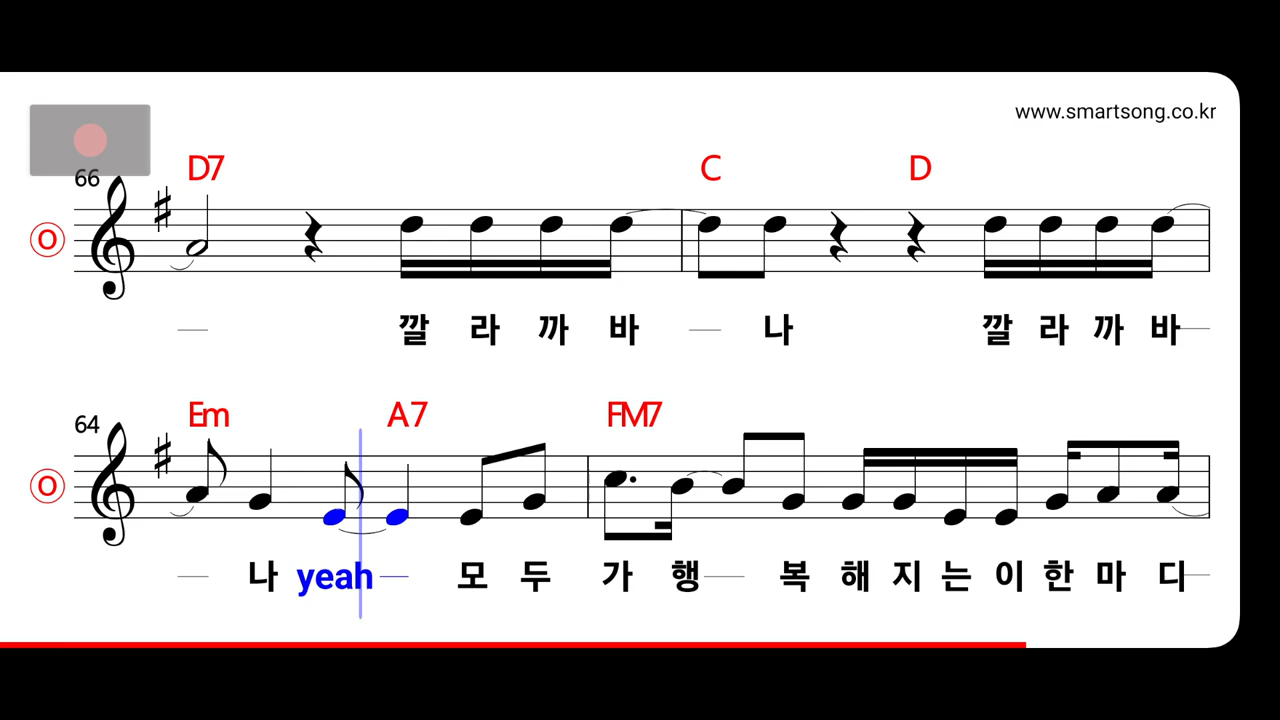 www.smartsong.co.kr
66 D7 C D
O
깔 라 까 바 나 깔 라 까 바
64 Em A7 FM7
O
나 yeah 모 두 가 행 복 해 지 는 이 한 마 디